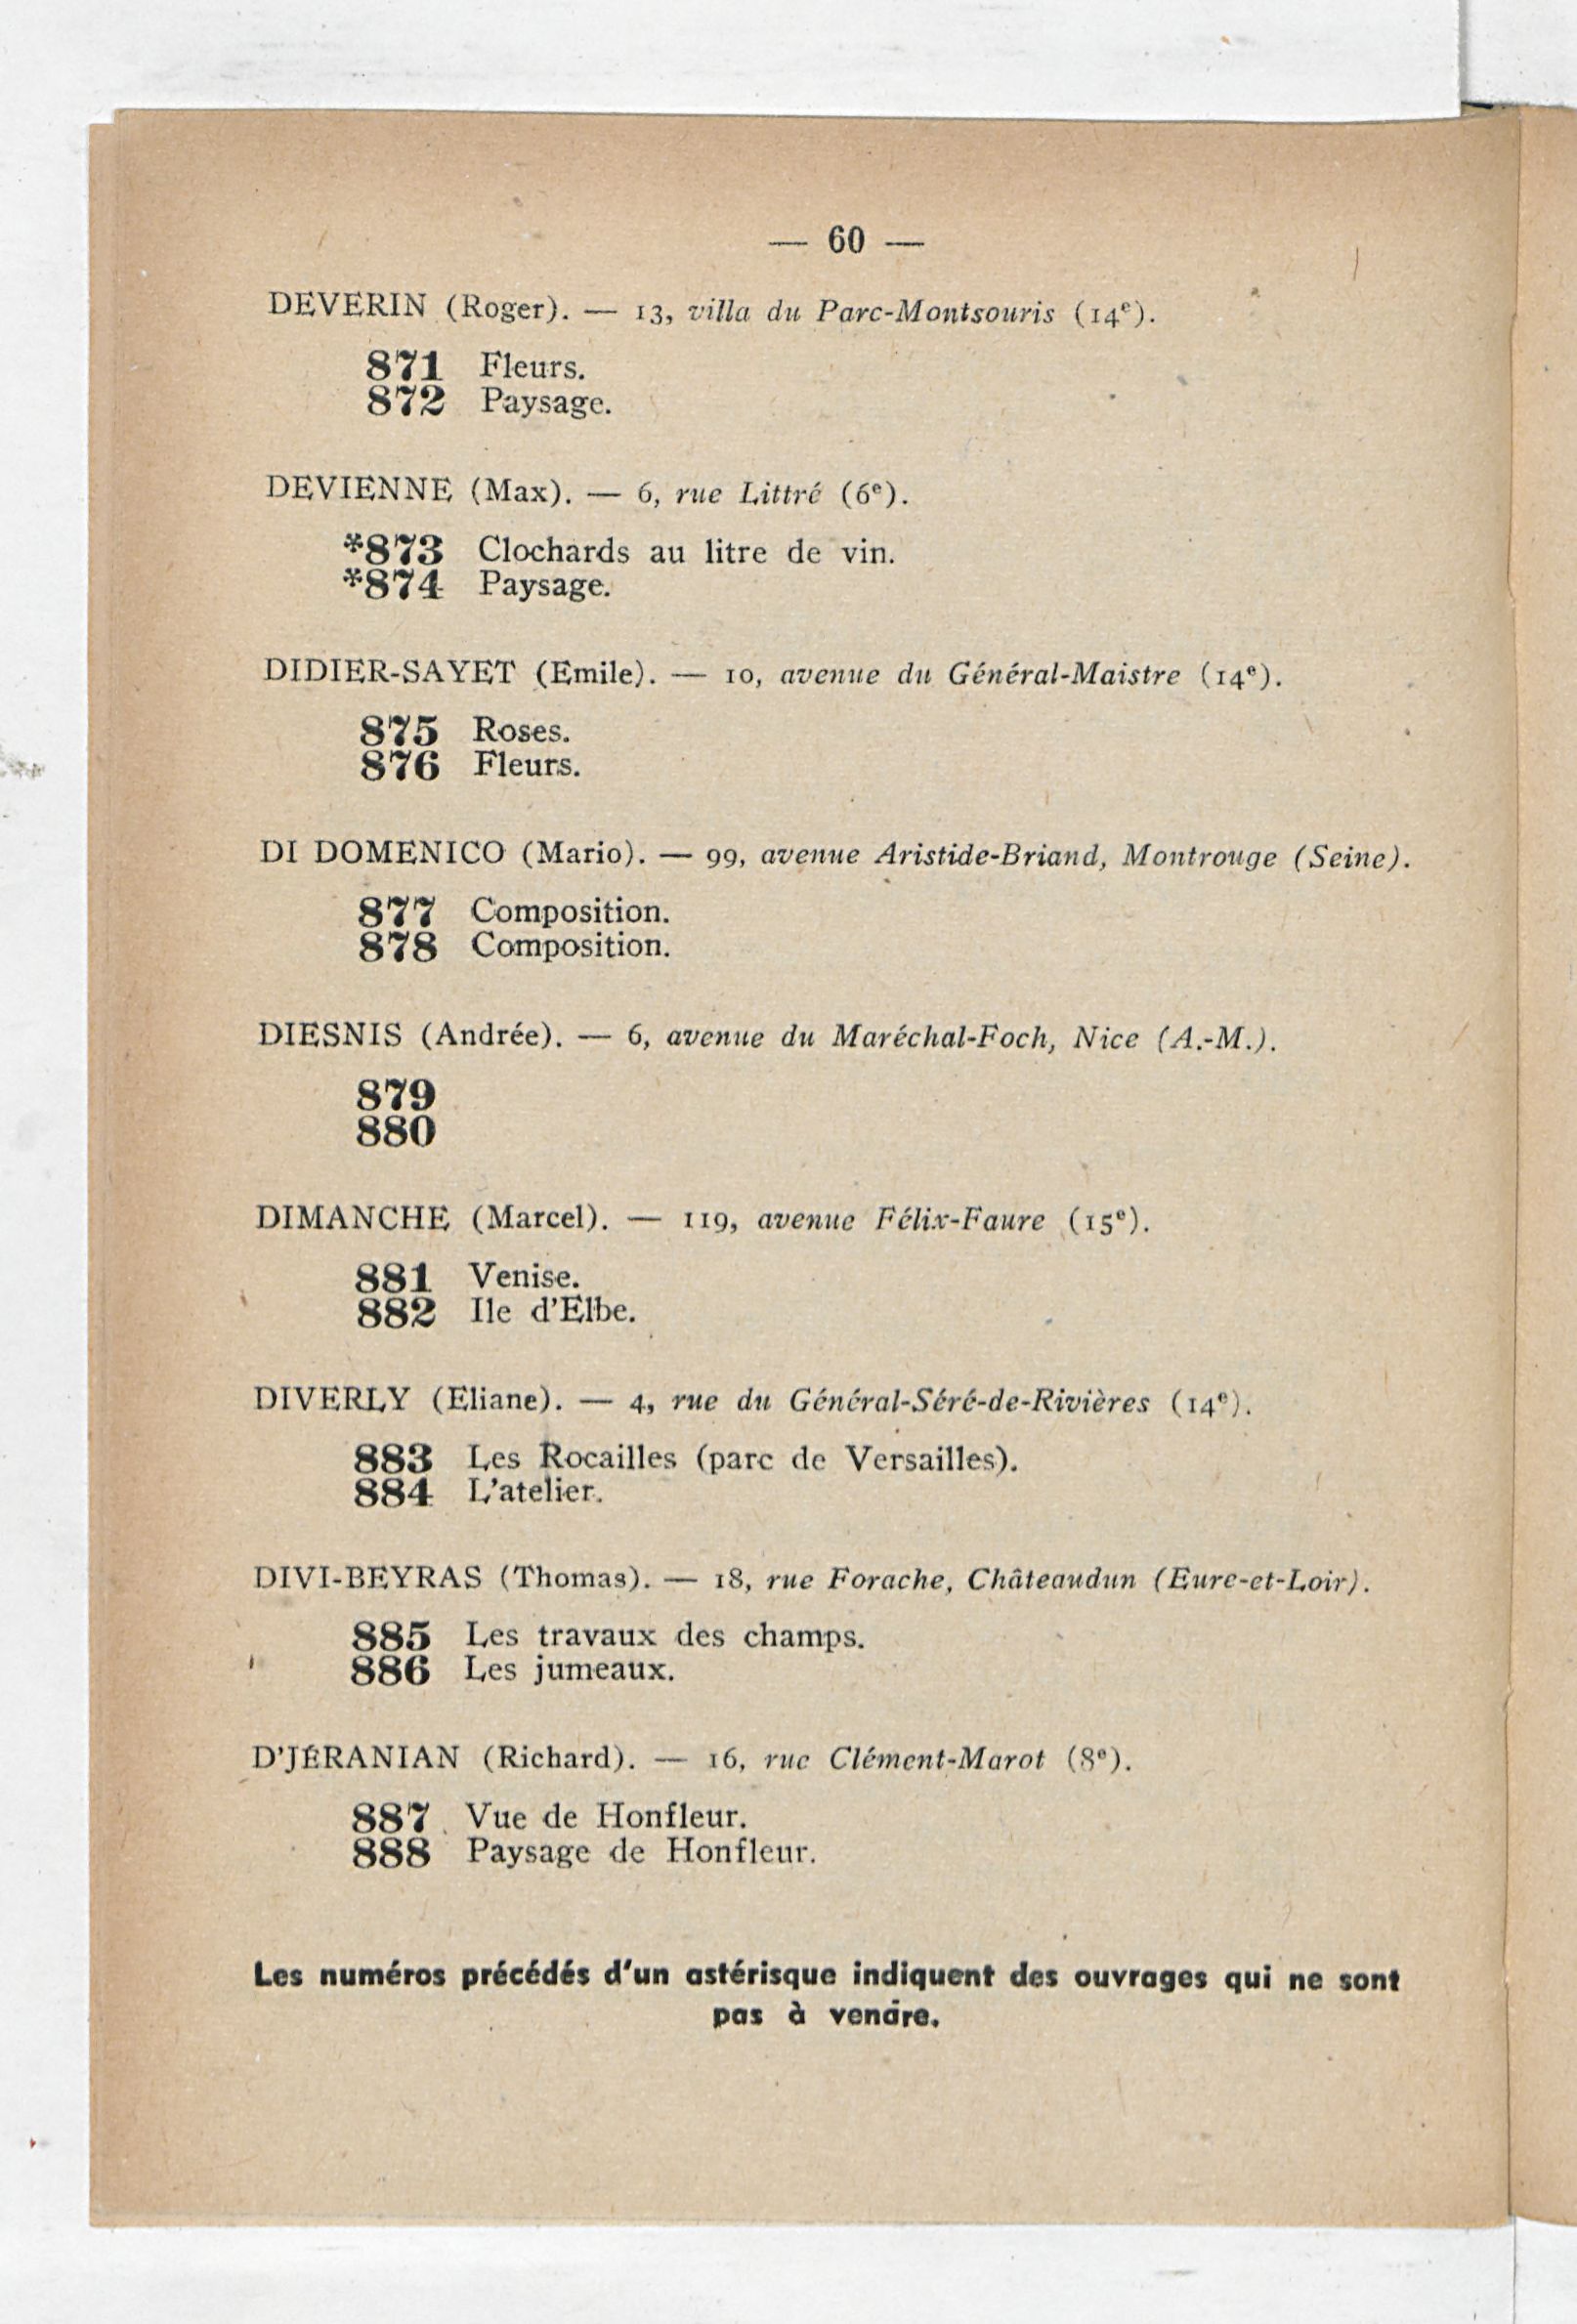 — 60 —
DEVERIN (Roger). — 13, villa du Parc-Montsouris (14e).
871 Fleurs.
872 Paysage.
DEVIENNE (Max). — 6, rue Littré (6e).
*873 Clochards au litre de vin.
*874 Paysage.
DIDIER-SAYET (Emile). — 10, avenue du Général-Maistre (14e).
875 Roses.
876 Fleurs.
DI DOMENICO (Mario). — 99, avenue Aristide-Briand, Montrouge (Seine).
877 Composition.
878 Composition.
DIESNIS (Andrée). — 6, avenue du Maréchal-Foch, Nice (A.-M.).
879
880
DIMANCHE (Marcel). — 119, avenue Félix-Faure (15e).
881 Venise.
882 Ile d'Elbe.
DIVERLY (Eliane). — 4, rue du Général-Séré-de-Rivières (14e).
883 Les Rocailles (parc de Versailles).
884 L'atelier.
DIVI-BEYRAS (Thomas). — 18, rue Forache, Châteaudun (Eure-et-Loir).
885 Les travaux des champs.
886 Les jumeaux.
D'JÉRANIAN (Richard). — 16, rue Clément-Marot (8e).
887 Vue de Honfleur.
888 Paysage de Honfleur.
Les numéros précédés d'un astérisque indiquent des ouvrages qui ne sont
pas à vendre.